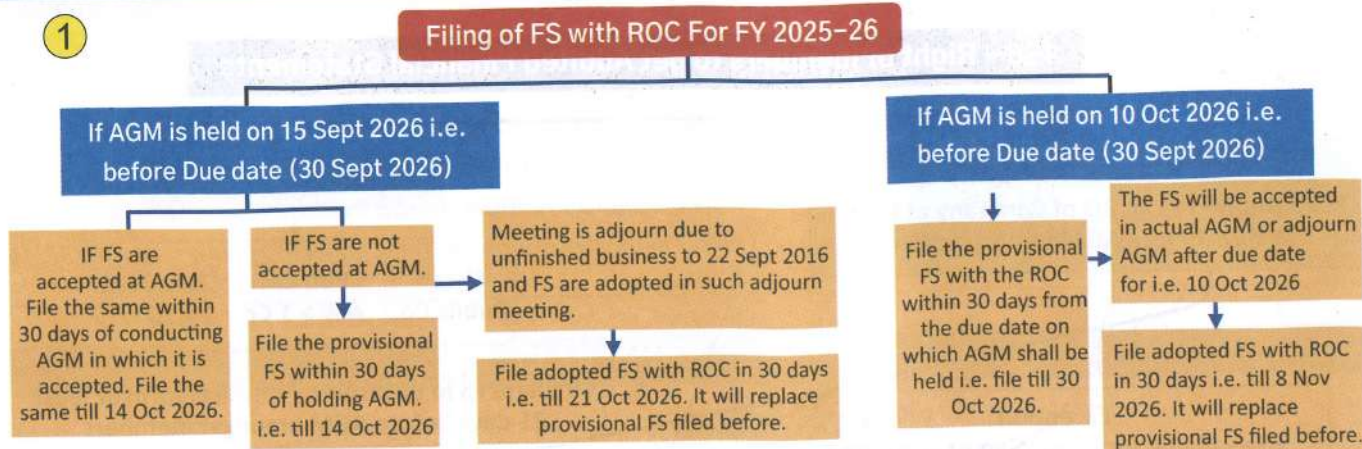 1
Filing of FS with ROC For FY 2025-26
If AGM is held on 15 Sept 2026 i.e.
before Due date (30 Sept 2026)
If AGM is held on 10 Oct 2026 i.e.
before Due date (30 Sept 2026)
IF FS are
accepted at AGM.
File the same within
30 days of conducting
AGM in which it is
accepted. File the
same till 14 Oct 2026.
IF FS are not
accepted at AGM.
File the provisional
FS within 30 days
of holding AGM.
i.e. till 14 Oct 2026
Meeting is adjourn due to
unfinished business to 22 Sept 2016
and FS are adopted in such adjourn
meeting.
File adopted FS with ROC in 30 days
i.e. till 21 Oct 2026. It will replace
provisional FS filed before.
File the provisional
FS with the ROC
within 30 days from
the due date on
which AGM shall be
held i.e. file till 30
Oct 2026.
The FS will be accepted
in actual AGM or adjourn
AGM after due date
for i.e. 10 Oct 2026
File adopted FS with ROC
in 30 days i.e. till 8 Nov
2026. It will replace
provisional FS filed before.